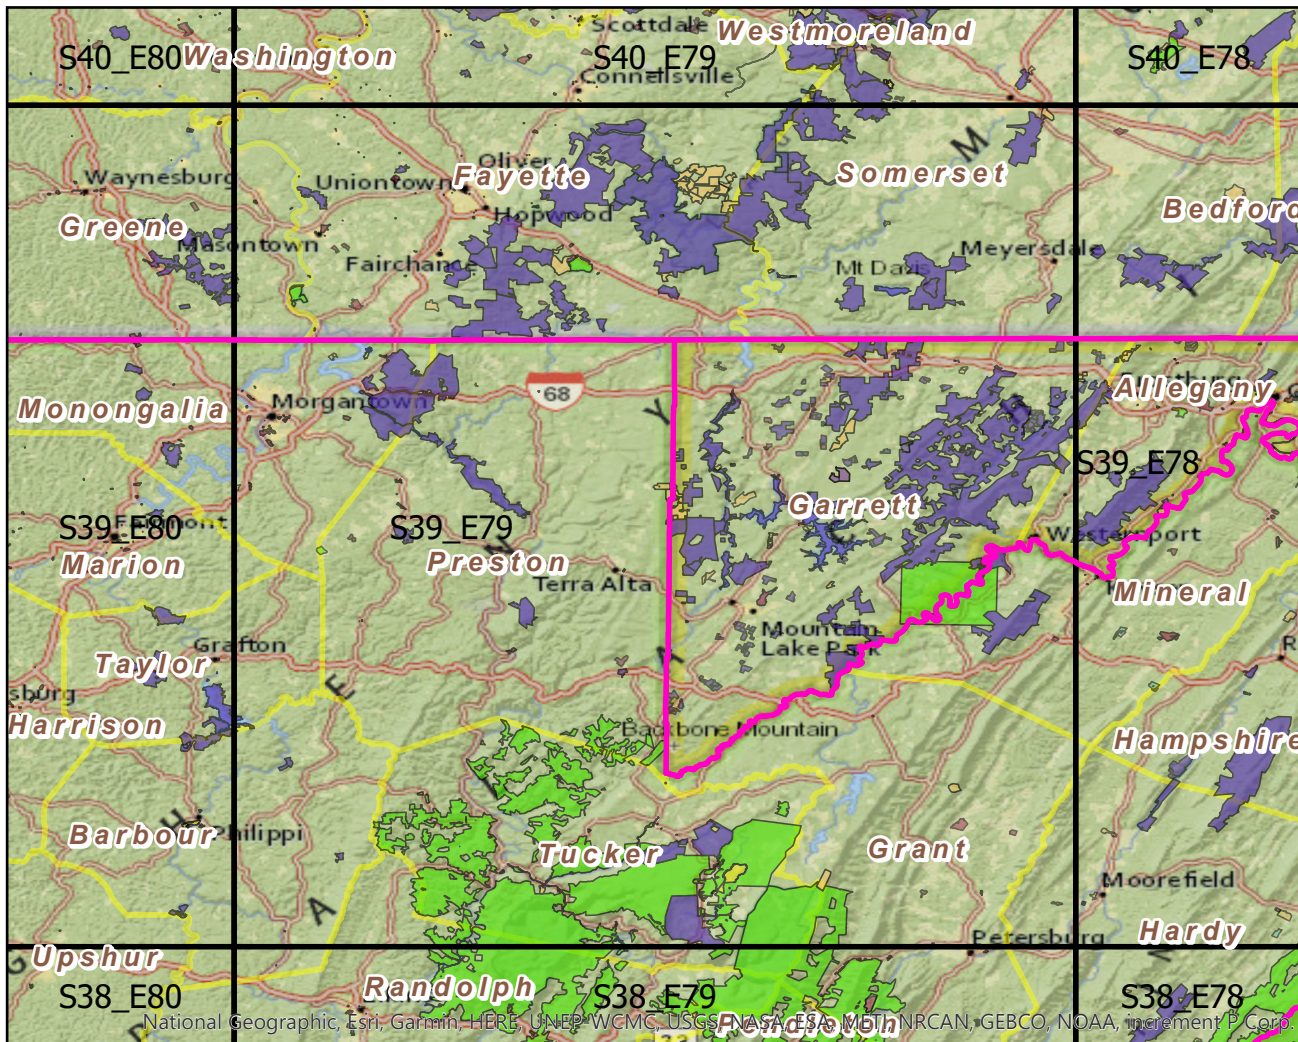 Scottdale
Westmoreland
S40_E80
Washington
S40_E79
S40_E78
Connellsville
M
Oliver
Waynesburg
Uniontown
Fayette
Somerset
Hopwood
Bedford
Greene
Masontown
Fairchance
Meyersdale
Mt Davis
I
Allegany
Monongalia
Morgantown
68
Y
S39_E78
Garrett
S39_E80
Fairmont
S39_E79
Marion
Preston
N
Westernport
Terra Alta
Mineral
Mountain
Lake Park
Grafton
Taylor
A
E
sburg
Harrison
Backbone Mountain
Hampshire
H
Barbour
Philippi
Tucker
Grant
Moorefield
A
Hardy
Petersburg
Upshur
G
N
Randolph
S38_E80
S38_E79
S38_E78
Pendleton
National Geographic, Esri, Garmin, HERE, UNEP-WCMC, USGS, NASA, ESA, METI, NRCAN, GEBCO, NOAA, increment P Corp.